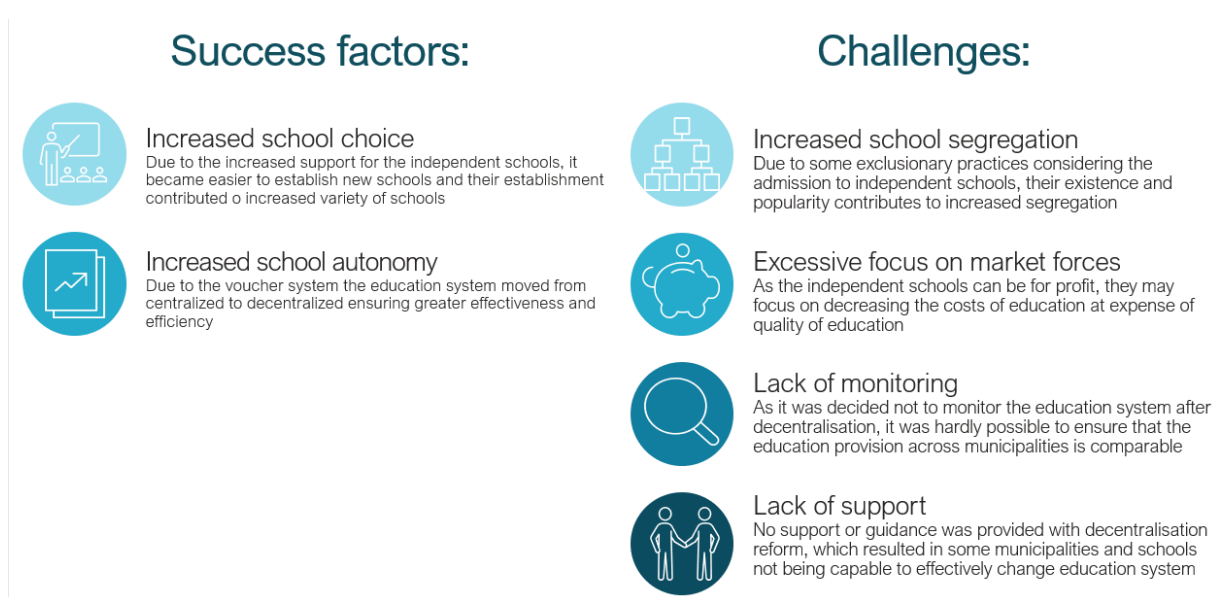 Success factors:
Increased school choice
Due to the increased support for the independent schools, it
became easier to establish new schools and their establishment
contributed o increased variety of schools
Increased school autonomy
Due to the voucher system the education system moved from
centralized to decentralized ensuring greater effectiveness and
efficiency
Challenges:
Increased school segregation
Due to some exclusionary practices considering the
admission to independent schools, their existence and
popularity contributes to increased segregation
Excessive focus on market forces
As the independent schools can be for profit, they may
focus on decreasing the costs of education at expense of
quality of education
Lack of monitoring
As it was decided not to monitor the education system after
decentralisation, it was hardly possible to ensure that the
education provision across municipalities is comparable
Lack of support
No support or guidance was provided with decentralisation
reform, which resulted in some municipalities and schools
not being capable to effectively change education system